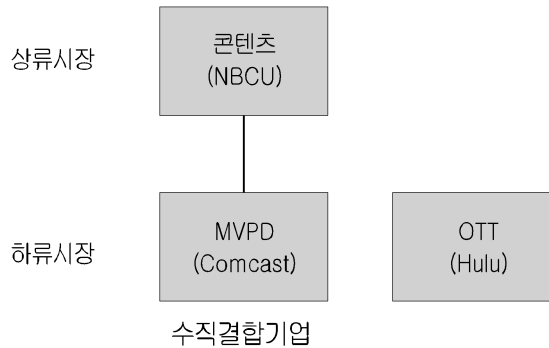 상류시장
콘텐츠
(NBCU)
하류시장
MVPD
(Comcast)
OTT
(Hulu)
수직결합기업